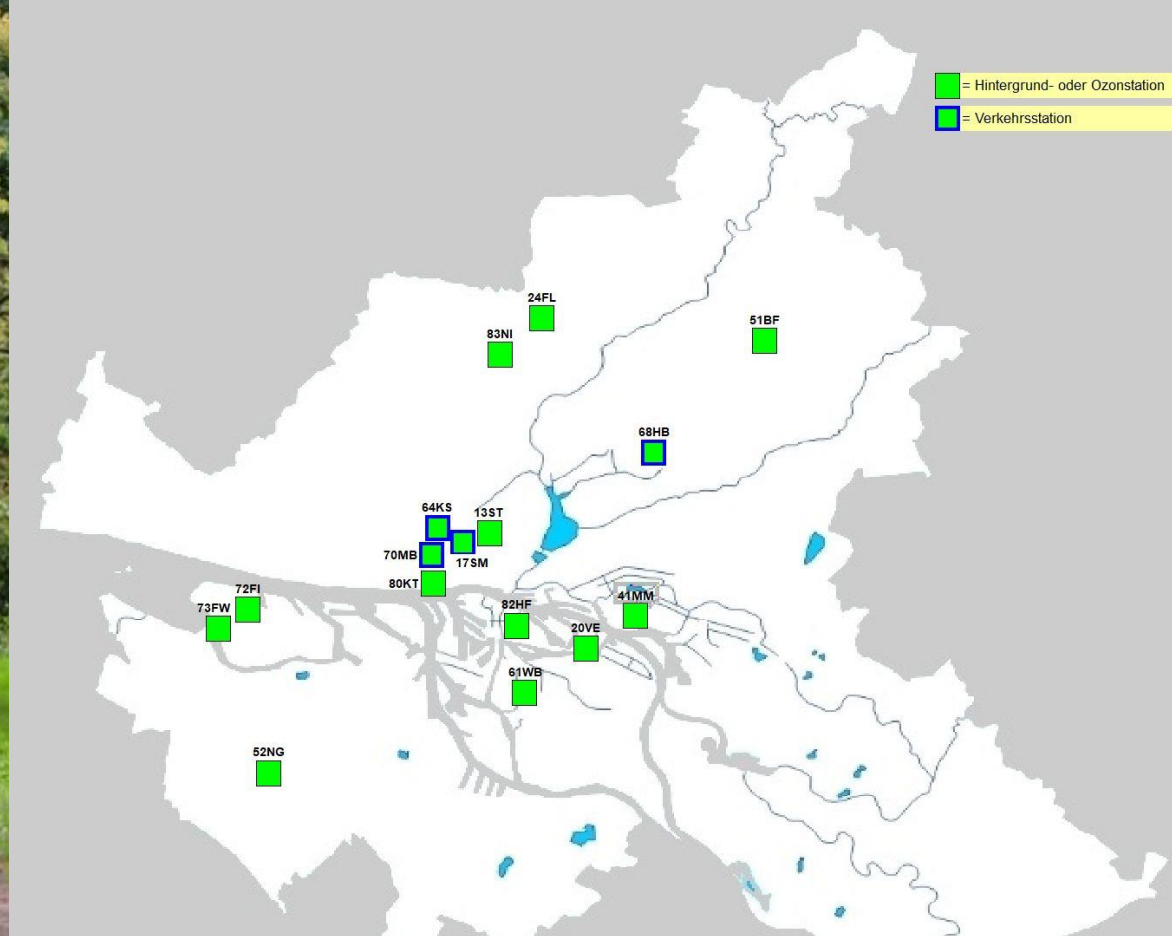 = Hintergrund- oder Ozonstation
= Verkehrsstation
24FL
51BF
83NI
68HB
64KS
13ST
70MB
17SM
80KT
72FI
73FW
82HF
41MM
20VE
61WB
52NG